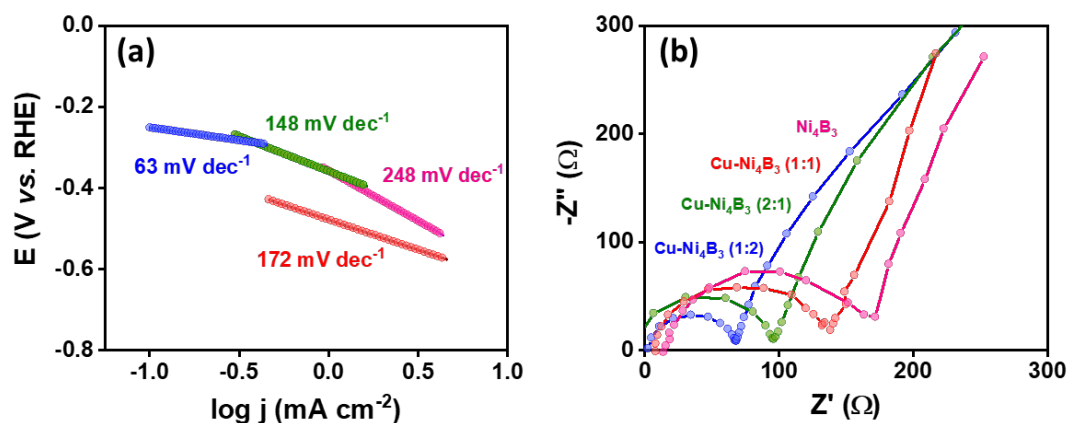 (a)
E (V vs. RHE)
0.0
-0.2
-0.4
-0.6
-0.8
148 mV dec⁻¹
63 mV dec⁻¹
248 mV dec⁻¹
172 mV dec⁻¹
-1.0 -0.5 0.0 0.5 1.0
log j (mA cm⁻²)
(b)
-Z'' (Ω)
300
200
100
0
Ni₄B₃
Cu-Ni₄B₃ (1:1)
Cu-Ni₄B₃ (2:1)
Cu-Ni₄B₃ (1:2)
0 100 200 300
Z' (Ω)